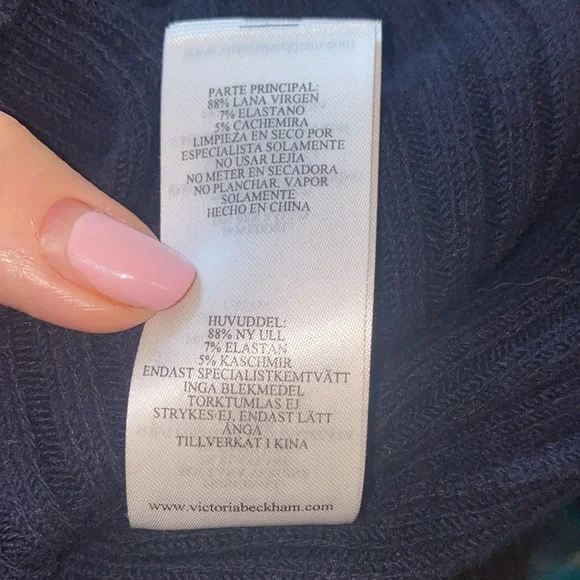 PARTE PRINCIPAL:
88% LANA VIRGEN
7% ELASTANO
5% CACHEMIRA
LIMPIEZA EN SECO POR
ESPECIALISTA SOLAMENTE
NO USAR LEJÍA
NO METER EN SECADORA
NO PLANCHAR, VAPOR
SOLAMENTE
HECHO EN CHINA
HUVUDDEL:
88% NY ULL
7% ELASTAN
5% KASCHMIR
ENDAST SPECIALISTKEMTVÄTT
INGA BLEKMEDEL
TORKTUMLAS EJ
STRYKES EJ, ENDAST LÄTT
ÅNGA
TILLVERKAT I KINA
www.victoriabeckham.com